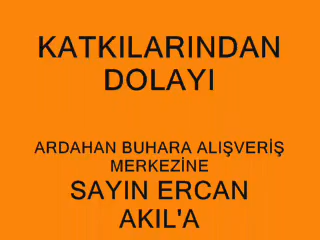 KATKILARINDAN
DOLAYI
ARDAHAN BUHARA ALIŞVERİŞ
MERKEZİNE
SAYIN ERCAN
AKIL'A